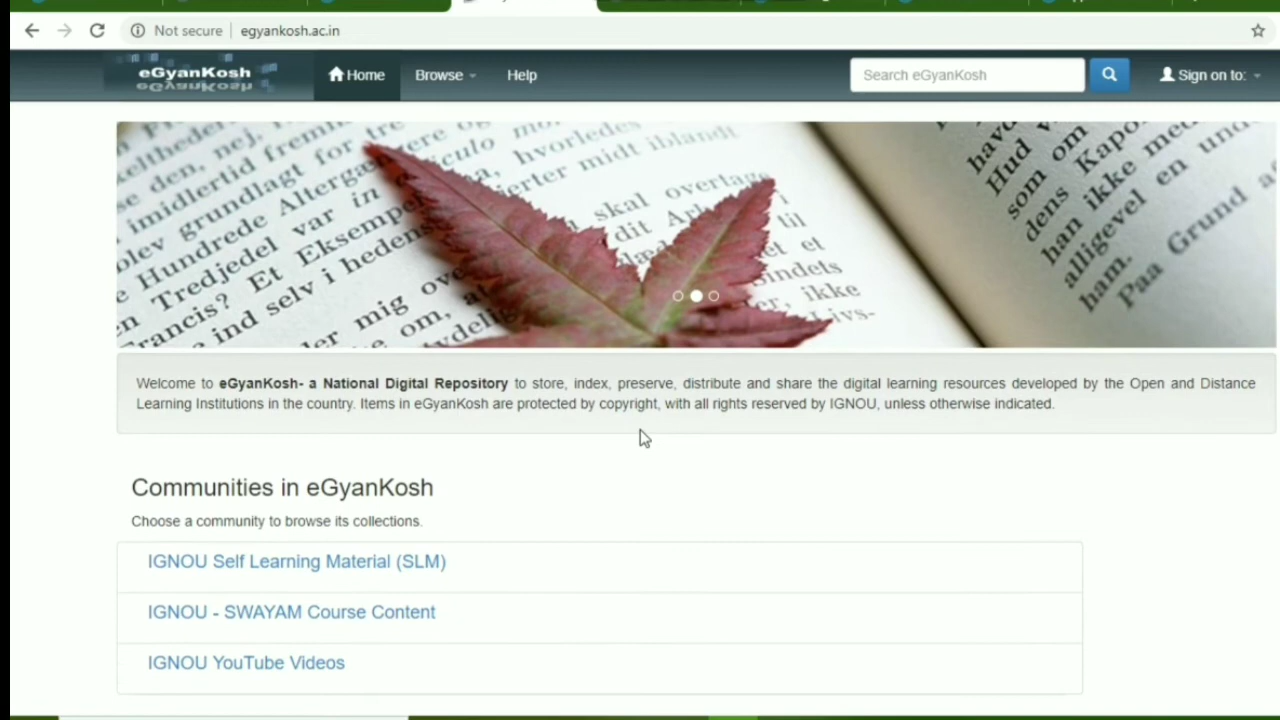 Not secure
egyankosh.ac.in
eGyanKosh
Home
Browse
Help
Search eGyanKosh
Sign on to:
Welcome to eGyanKosh- a National Digital Repository to store, index, preserve, distribute and share the digital learning resources developed by the Open and Distance
Learning Institutions in the country. Items in eGyanKosh are protected by copyright, with all rights reserved by IGNOU, unless otherwise indicated.
Communities in eGyanKosh
Choose a community to browse its collections.
IGNOU Self Learning Material (SLM)
IGNOU - SWAYAM Course Content
IGNOU YouTube Videos